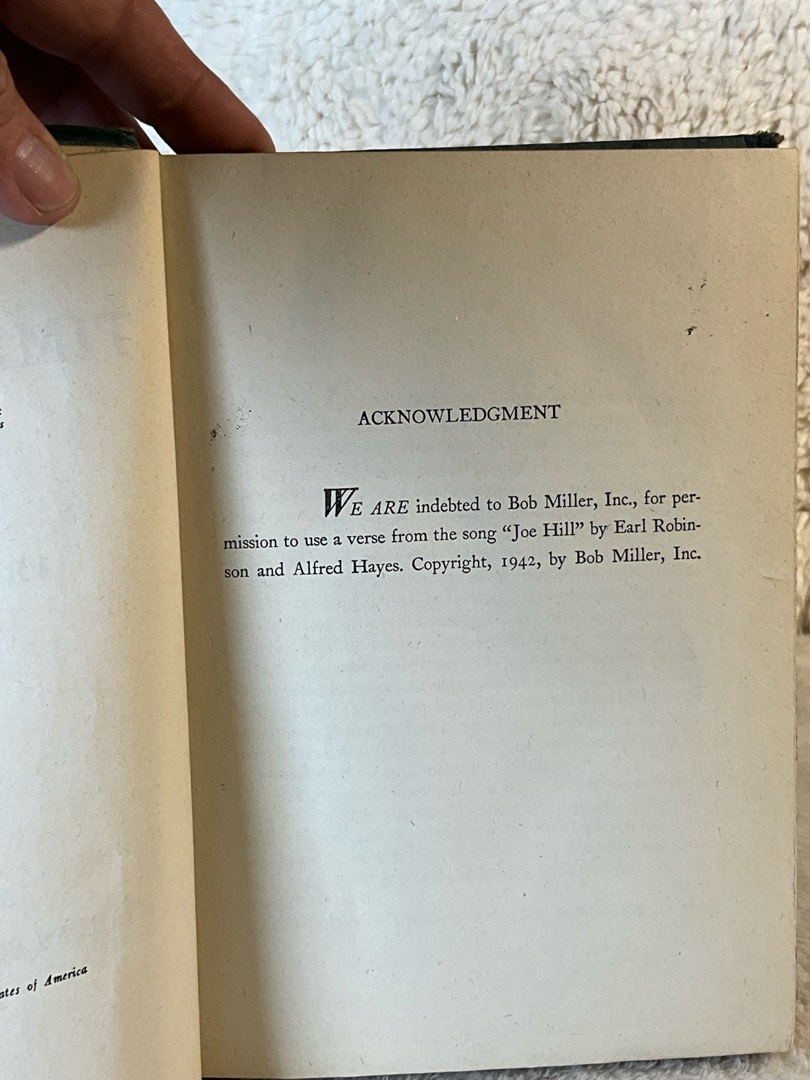 ates of America
ACKNOWLEDGMENT
WE ARE indebted to Bob Miller, Inc., for per-
mission to use a verse from the song “Joe Hill” by Earl Robin-
son and Alfred Hayes. Copyright, 1942, by Bob Miller, Inc.